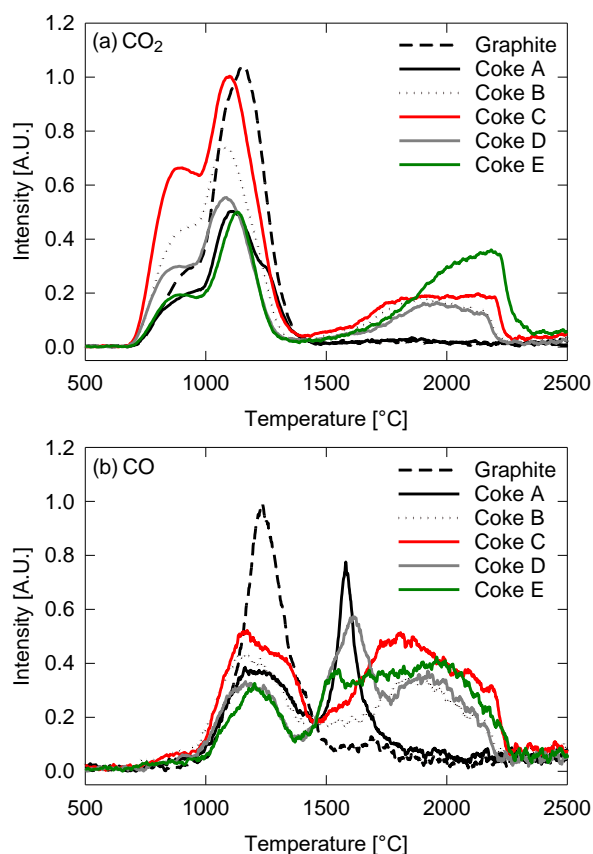 (a) CO₂
Graphite
Coke A
Coke B
Coke C
Coke D
Coke E
Intensity [A.U.]
1.2
1.0
0.8
0.6
0.4
0.2
0.0
500 1000 1500 2000 2500
Temperature [°C]
(b) CO
Graphite
Coke A
Coke B
Coke C
Coke D
Coke E
Intensity [A.U.]
1.2
1.0
0.8
0.6
0.4
0.2
0.0
500 1000 1500 2000 2500
Temperature [°C]